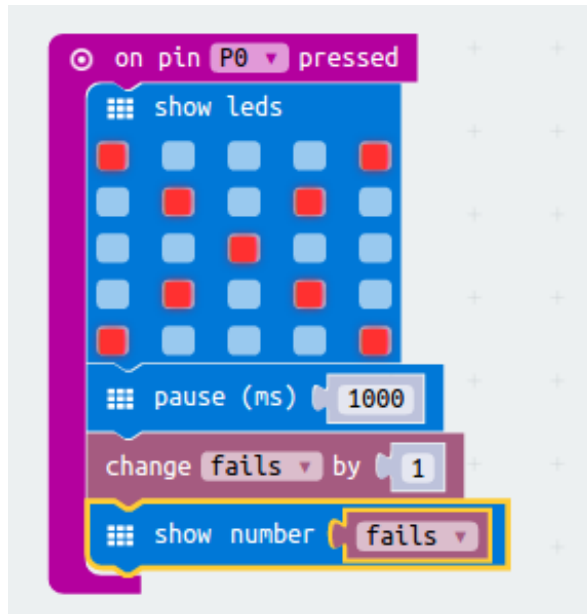 on pin P0 pressed
show leds
pause (ms) 1000
change fails by 1
show number fails